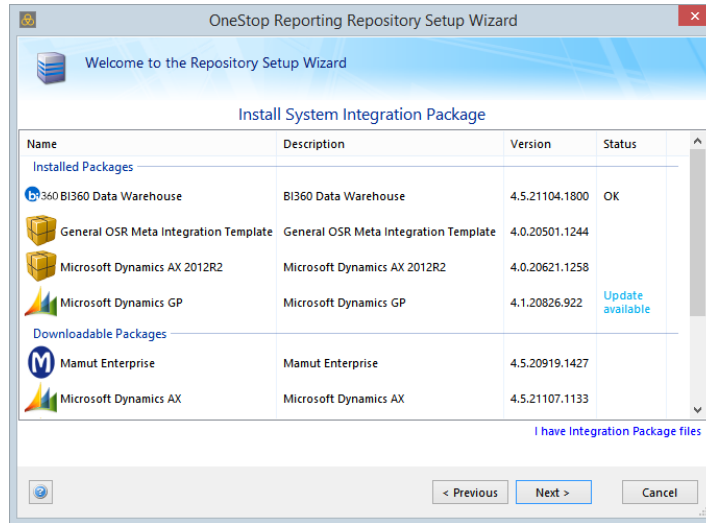 OneStop Reporting Repository Setup Wizard
Welcome to the Repository Setup Wizard
Install System Integration Package
Name Description Version Status
Installed Packages
bi360 BI360 Data Warehouse BI360 Data Warehouse 4.5.21104.1800 OK
General OSR Meta Integration Template General OSR Meta Integration Template 4.0.20501.1244
Microsoft Dynamics AX 2012R2 Microsoft Dynamics AX 2012R2 4.0.20621.1258
Microsoft Dynamics GP Microsoft Dynamics GP 4.1.20826.922 Update available
Downloadable Packages
M Mamut Enterprise Mamut Enterprise 4.5.20919.1427
Microsoft Dynamics AX Microsoft Dynamics AX 4.5.21107.1133
I have Integration Package files
? < Previous Next > Cancel